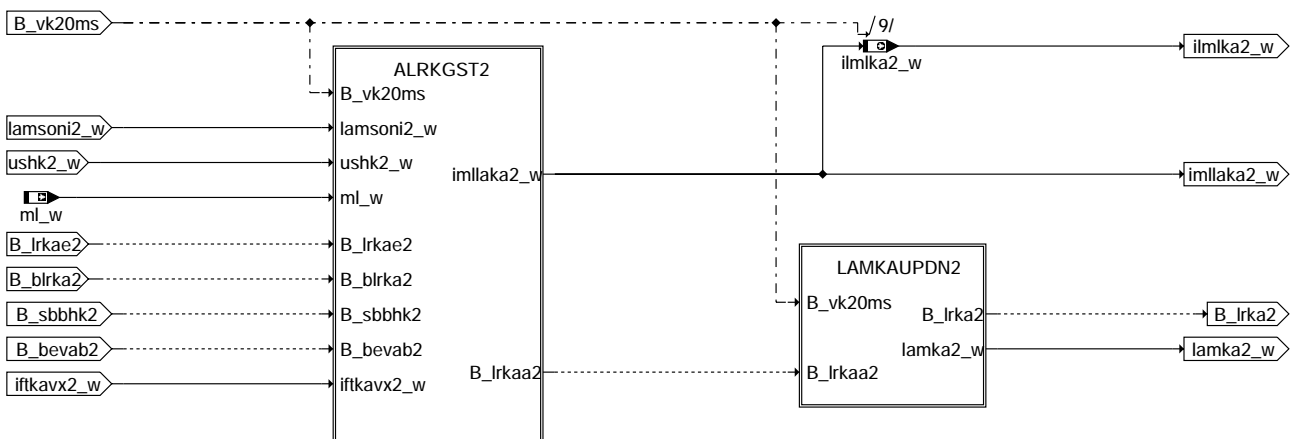 B_vk20ms
/9/
ilmlka2_w
ilmlka2_w
ALRKGST2
B_vk20ms
lamsoni2_w
lamsoni2_w
ushk2_w
ushk2_w
imllaka2_w
imllaka2_w
ml_w
ml_w
B_lrkae2
B_lrkae2
B_blrka2
B_blrka2
LAMKAUPDN2
B_vk20ms
B_sbbhk2
B_sbbhk2
B_lrka2
B_lrka2
B_bevab2
B_bevab2
lamka2_w
lamka2_w
iftkavx2_w
iftkavx2_w
B_lrkaa2
B_lrkaa2